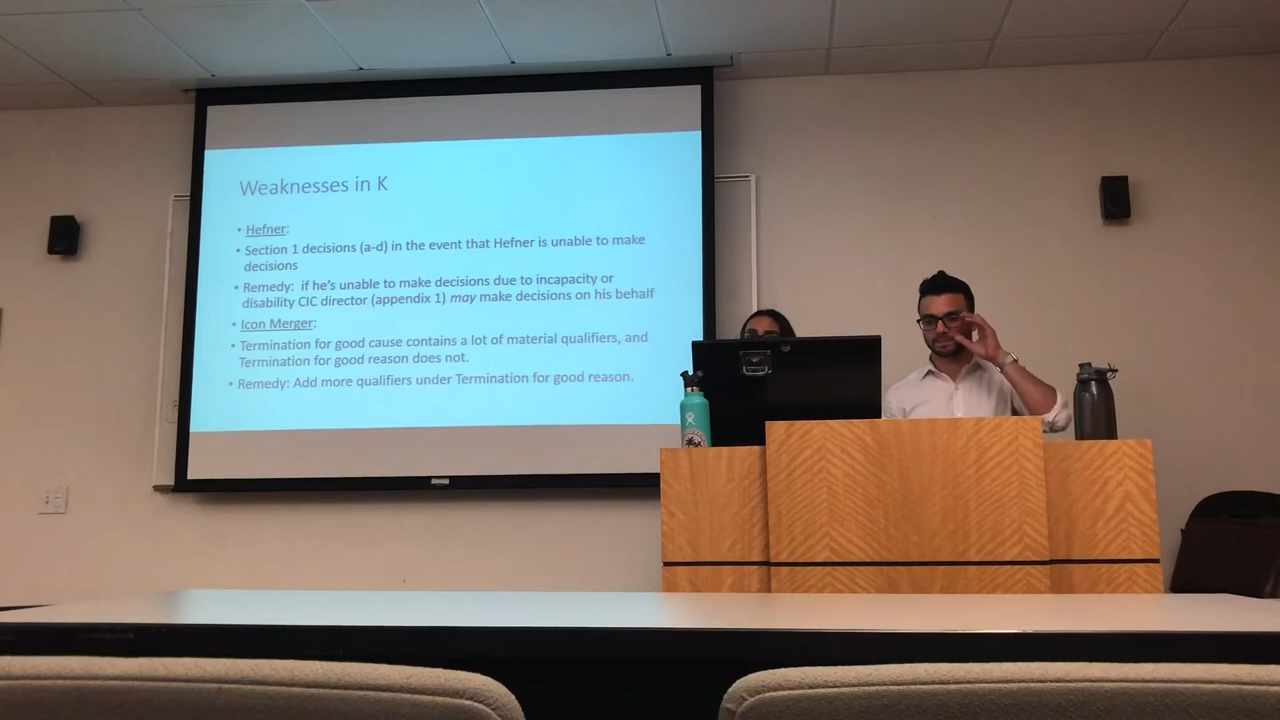 Weaknesses in K
• Hefner:
• Section 1 decisions (a-d) in the event that Hefner is unable to make
decisions
• Remedy: if he's unable to make decisions due to incapacity or
disability CIC director (appendix 1) may make decisions on his behalf
• Icon Merger:
• Termination for good cause contains a lot of material qualifiers, and
Termination for good reason does not.
• Remedy: Add more qualifiers under Termination for good reason.